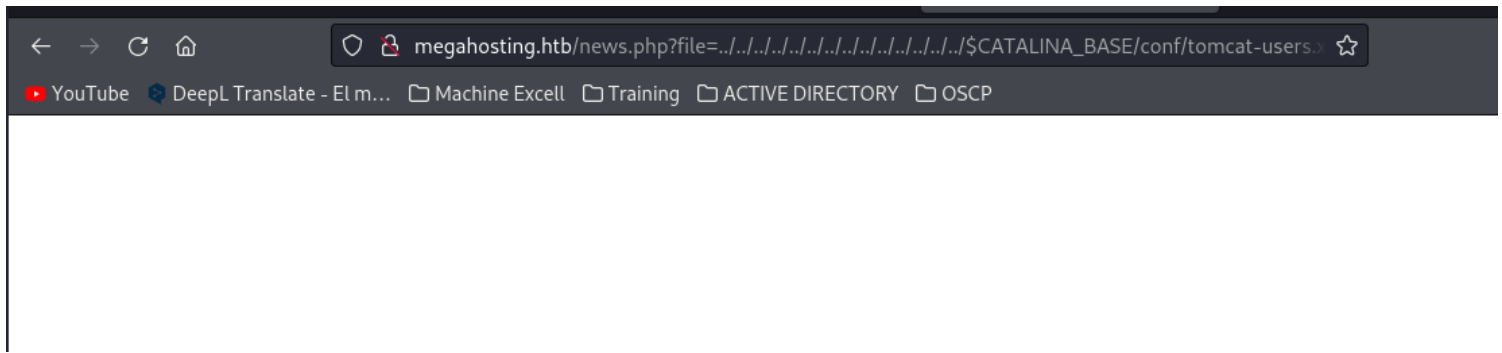 megahosting.htb/news.php?file=../../../../../../../../../../../../../../$CATALINA_BASE/conf/tomcat-users.x
YouTube DeepL Translate - El m... Machine Excell Training ACTIVE DIRECTORY OSCP